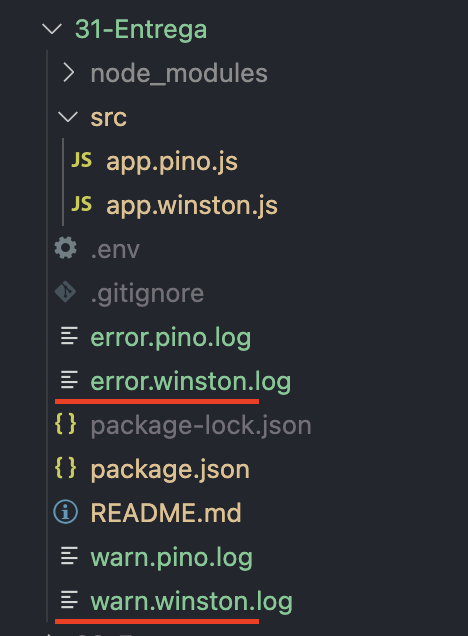 31-Entrega
node_modules
src
JS app.pino.js
JS app.winston.js
.env
.gitignore
error.pino.log
error.winston.log
{} package-lock.json
{} package.json
README.md
warn.pino.log
warn.winston.log